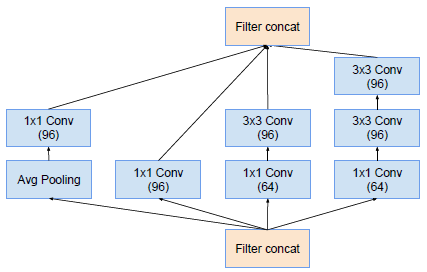 Filter concat
3x3 Conv
(96)
1x1 Conv
(96)
3x3 Conv
(96)
3x3 Conv
(96)
Avg Pooling
1x1 Conv
(96)
1x1 Conv
(64)
1x1 Conv
(64)
Filter concat